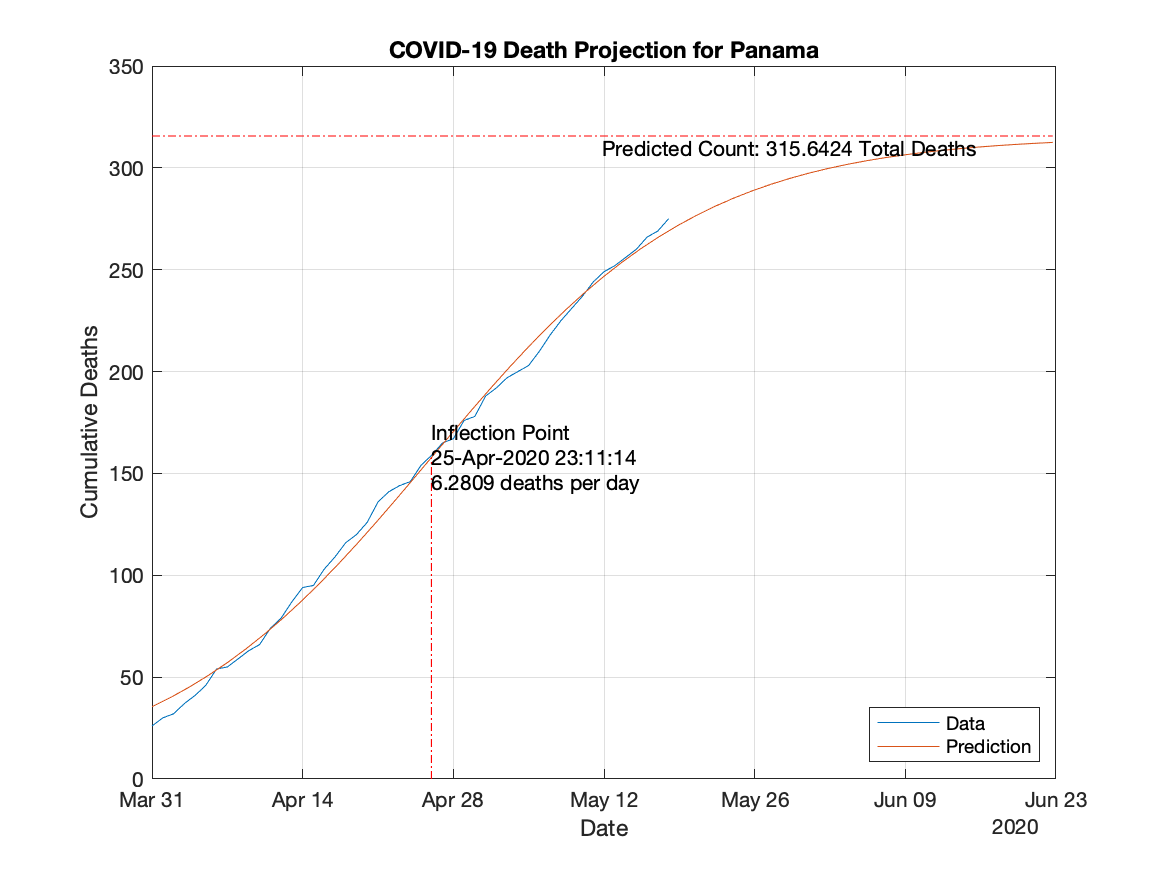 COVID-19 Death Projection for Panama
350
300
250
200
150
100
50
0
Cumulative Deaths
Predicted Count: 315.6424 Total Deaths
Inflection Point
25-Apr-2020 23:11:14
6.2809 deaths per day
Data
Prediction
Mar 31 Apr 14 Apr 28 May 12 May 26 Jun 09 Jun 23
Date
2020